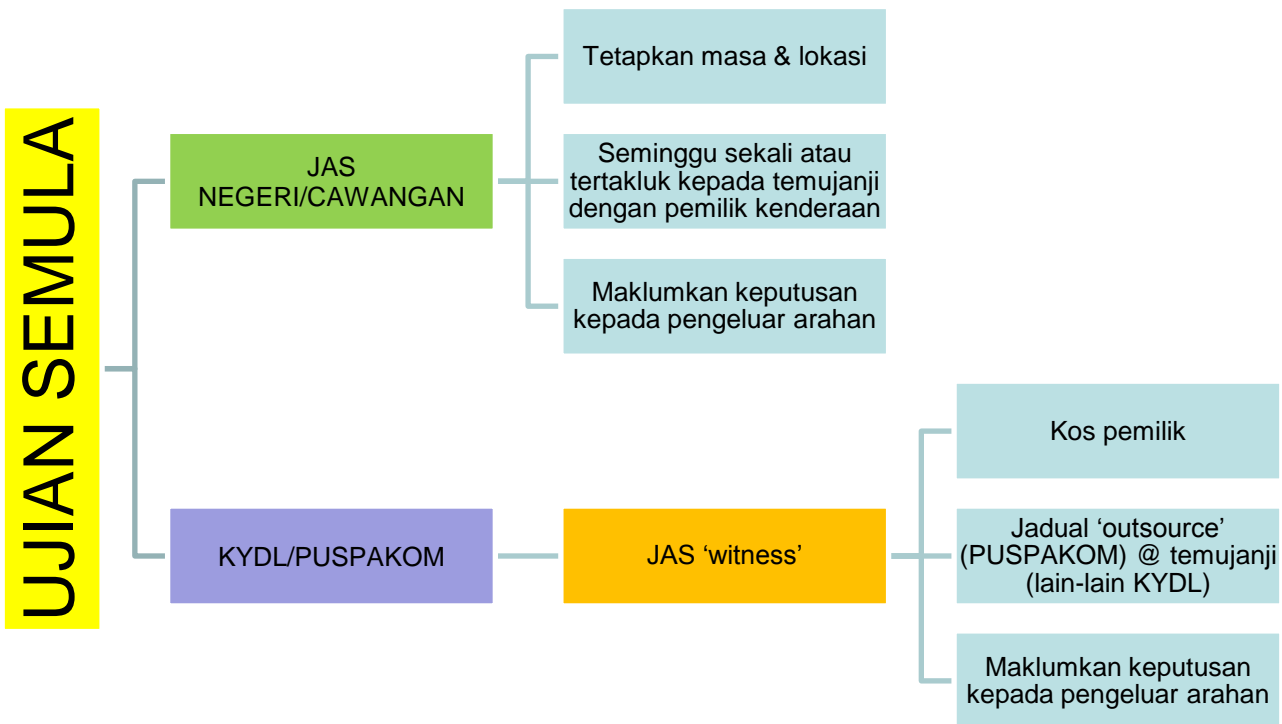 UJIAN SEMULA
JAS
NEGERI/CAWANGAN
Tetapkan masa & lokasi
Seminggu sekali atau
tertakluk kepada temujanji
dengan pemilik kenderaan
Maklumkan keputusan
kepada pengeluar arahan
KYDL/PUSPAKOM
JAS ‘witness’
Kos pemilik
Jadual ‘outsource’
(PUSPAKOM) @ temujanji
(lain-lain KYDL)
Maklumkan keputusan
kepada pengeluar arahan